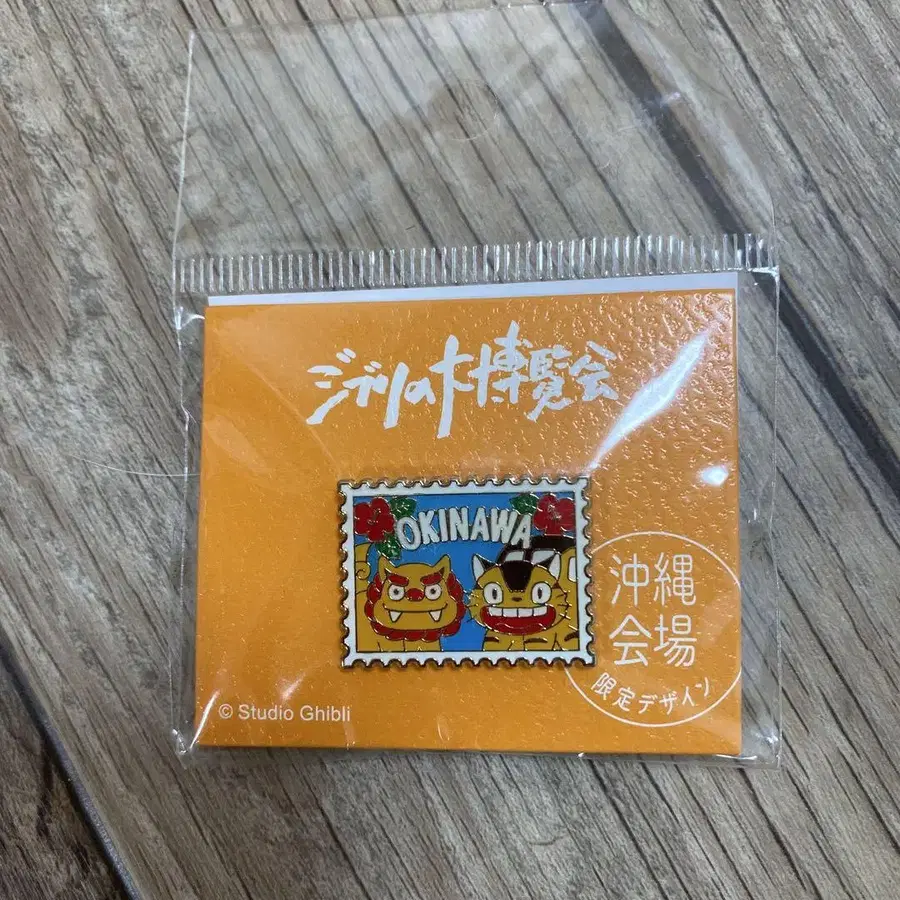 ジブリの大博覧会
OKINAWA
沖縄
会場
限定デザイン
© Studio Ghibli